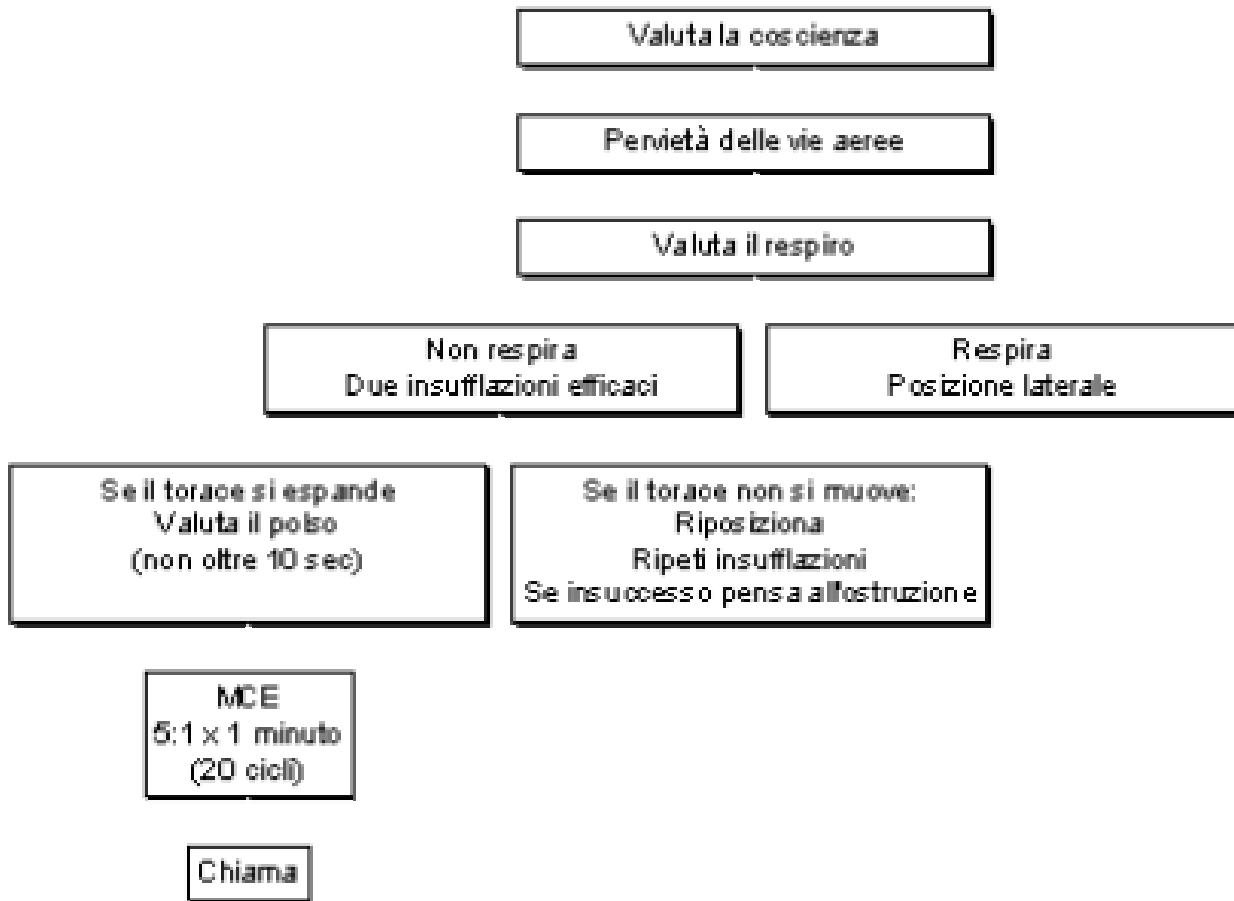 Valuta la coscienza
Pervietà delle vie aeree
Valuta il respiro
Non respira
Due insufflazioni efficaci
Respira
Posizione laterale
Se il torace si espande
Valuta il polso
(non oltre 10 sec)
Se il torace non si muove:
Riposiziona
Ripeti insufflazioni
Se insuccesso pensa all'ostruzione
MCE
5:1 x 1 minuto
(20 cicli)
Chiama